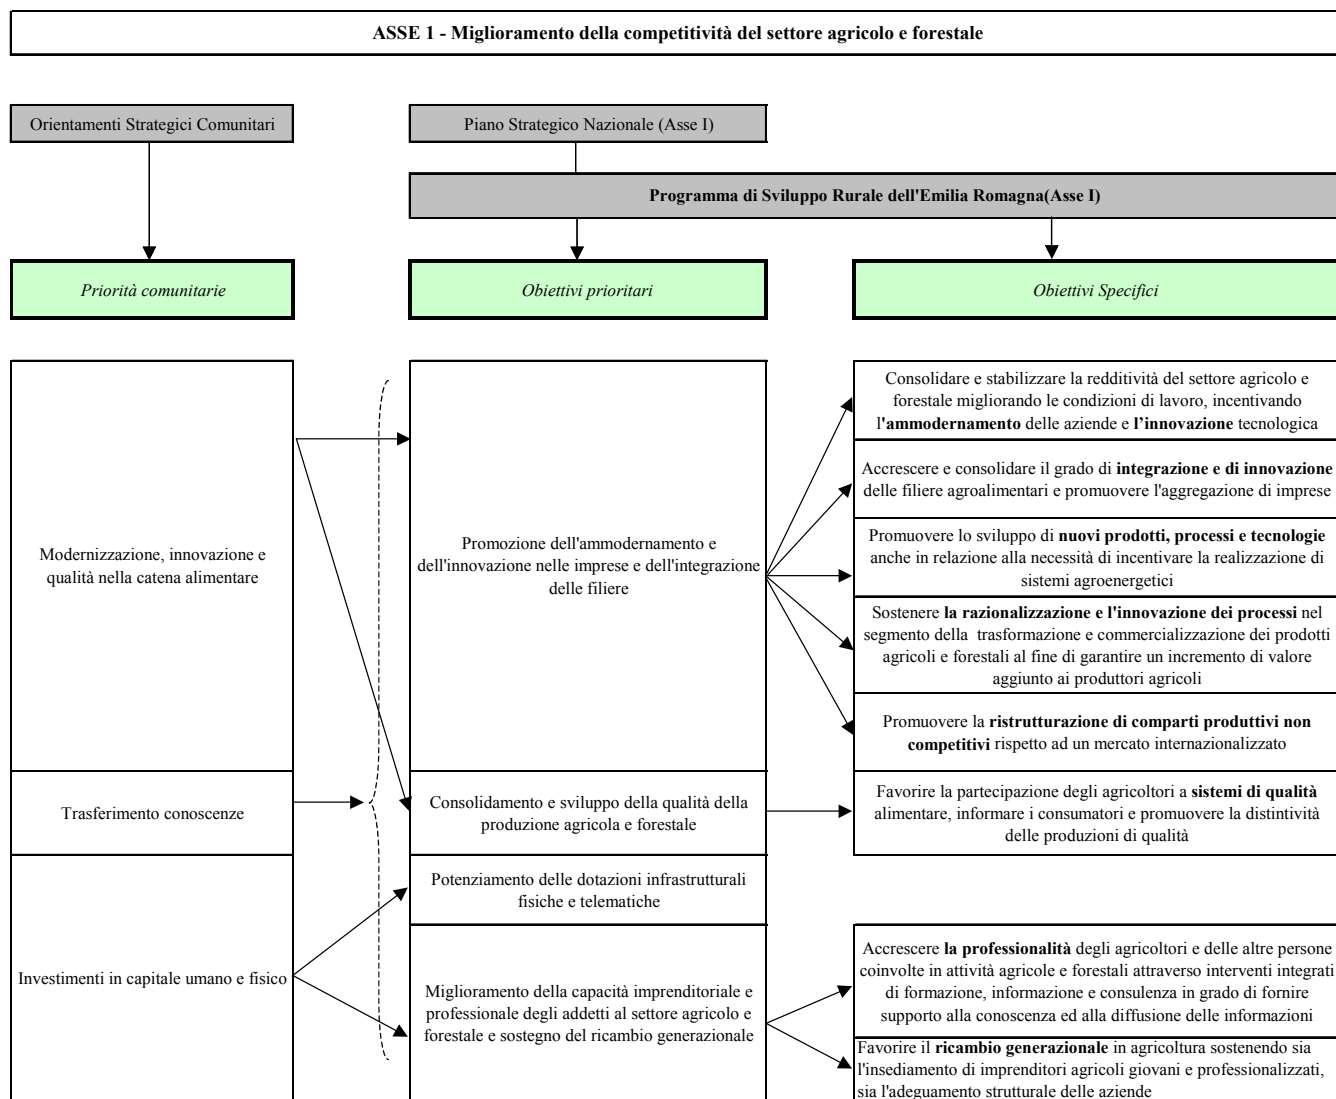 ASSE 1 - Miglioramento della competitività del settore agricolo e forestale
Orientamenti Strategici Comunitari
Piano Strategico Nazionale (Asse I)
Programma di Sviluppo Rurale dell'Emilia Romagna(Asse I)
Priorità comunitarie
Obiettivi prioritari
Obiettivi Specifici
Modernizzazione, innovazione e
qualità nella catena alimentare
Trasferimento conoscenze
Investimenti in capitale umano e fisico
Promozione dell'ammodernamento e
dell'innovazione nelle imprese e dell'integrazione
delle filiere
Consolidamento e sviluppo della qualità della
produzione agricola e forestale
Potenziamento delle dotazioni infrastrutturali
fisiche e telematiche
Miglioramento della capacità imprenditoriale e
professionale degli addetti al settore agricolo e
forestale e sostegno del ricambio generazionale
Consolidare e stabilizzare la redditività del settore agricolo e
forestale migliorando le condizioni di lavoro, incentivando
l'ammodernamento delle aziende e l’innovazione tecnologica
Accrescere e consolidare il grado di integrazione e di innovazione
delle filiere agroalimentari e promuovere l'aggregazione di imprese
Promuovere lo sviluppo di nuovi prodotti, processi e tecnologie
anche in relazione alla necessità di incentivare la realizzazione di
sistemi agroenergetici
Sostenere la razionalizzazione e l'innovazione dei processi nel
segmento della trasformazione e commercializzazione dei prodotti
agricoli e forestali al fine di garantire un incremento di valore
aggiunto ai produttori agricoli
Promuovere la ristrutturazione di comparti produttivi non
competitivi rispetto ad un mercato internazionalizzato
Favorire la partecipazione degli agricoltori a sistemi di qualità
alimentare, informare i consumatori e promuovere la distintività
delle produzioni di qualità
Accrescere la professionalità degli agricoltori e delle altre persone
coinvolte in attività agricole e forestali attraverso interventi integrati
di formazione, informazione e consulenza in grado di fornire
supporto alla conoscenza ed alla diffusione delle informazioni
Favorire il ricambio generazionale in agricoltura sostenendo sia
l'insediamento di imprenditori agricoli giovani e professionalizzati,
sia l'adeguamento strutturale delle aziende